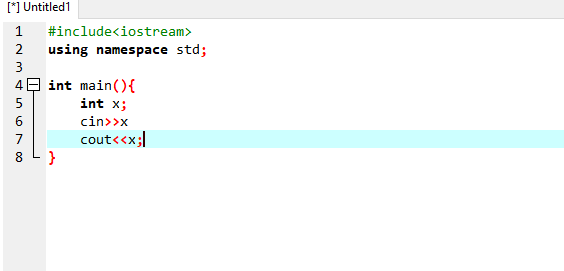 [*] Untitled1
1 #include<iostream>
2 using namespace std;
3
4 int main(){
5 int x;
6 cin>>x
7 cout<<x;
8 }